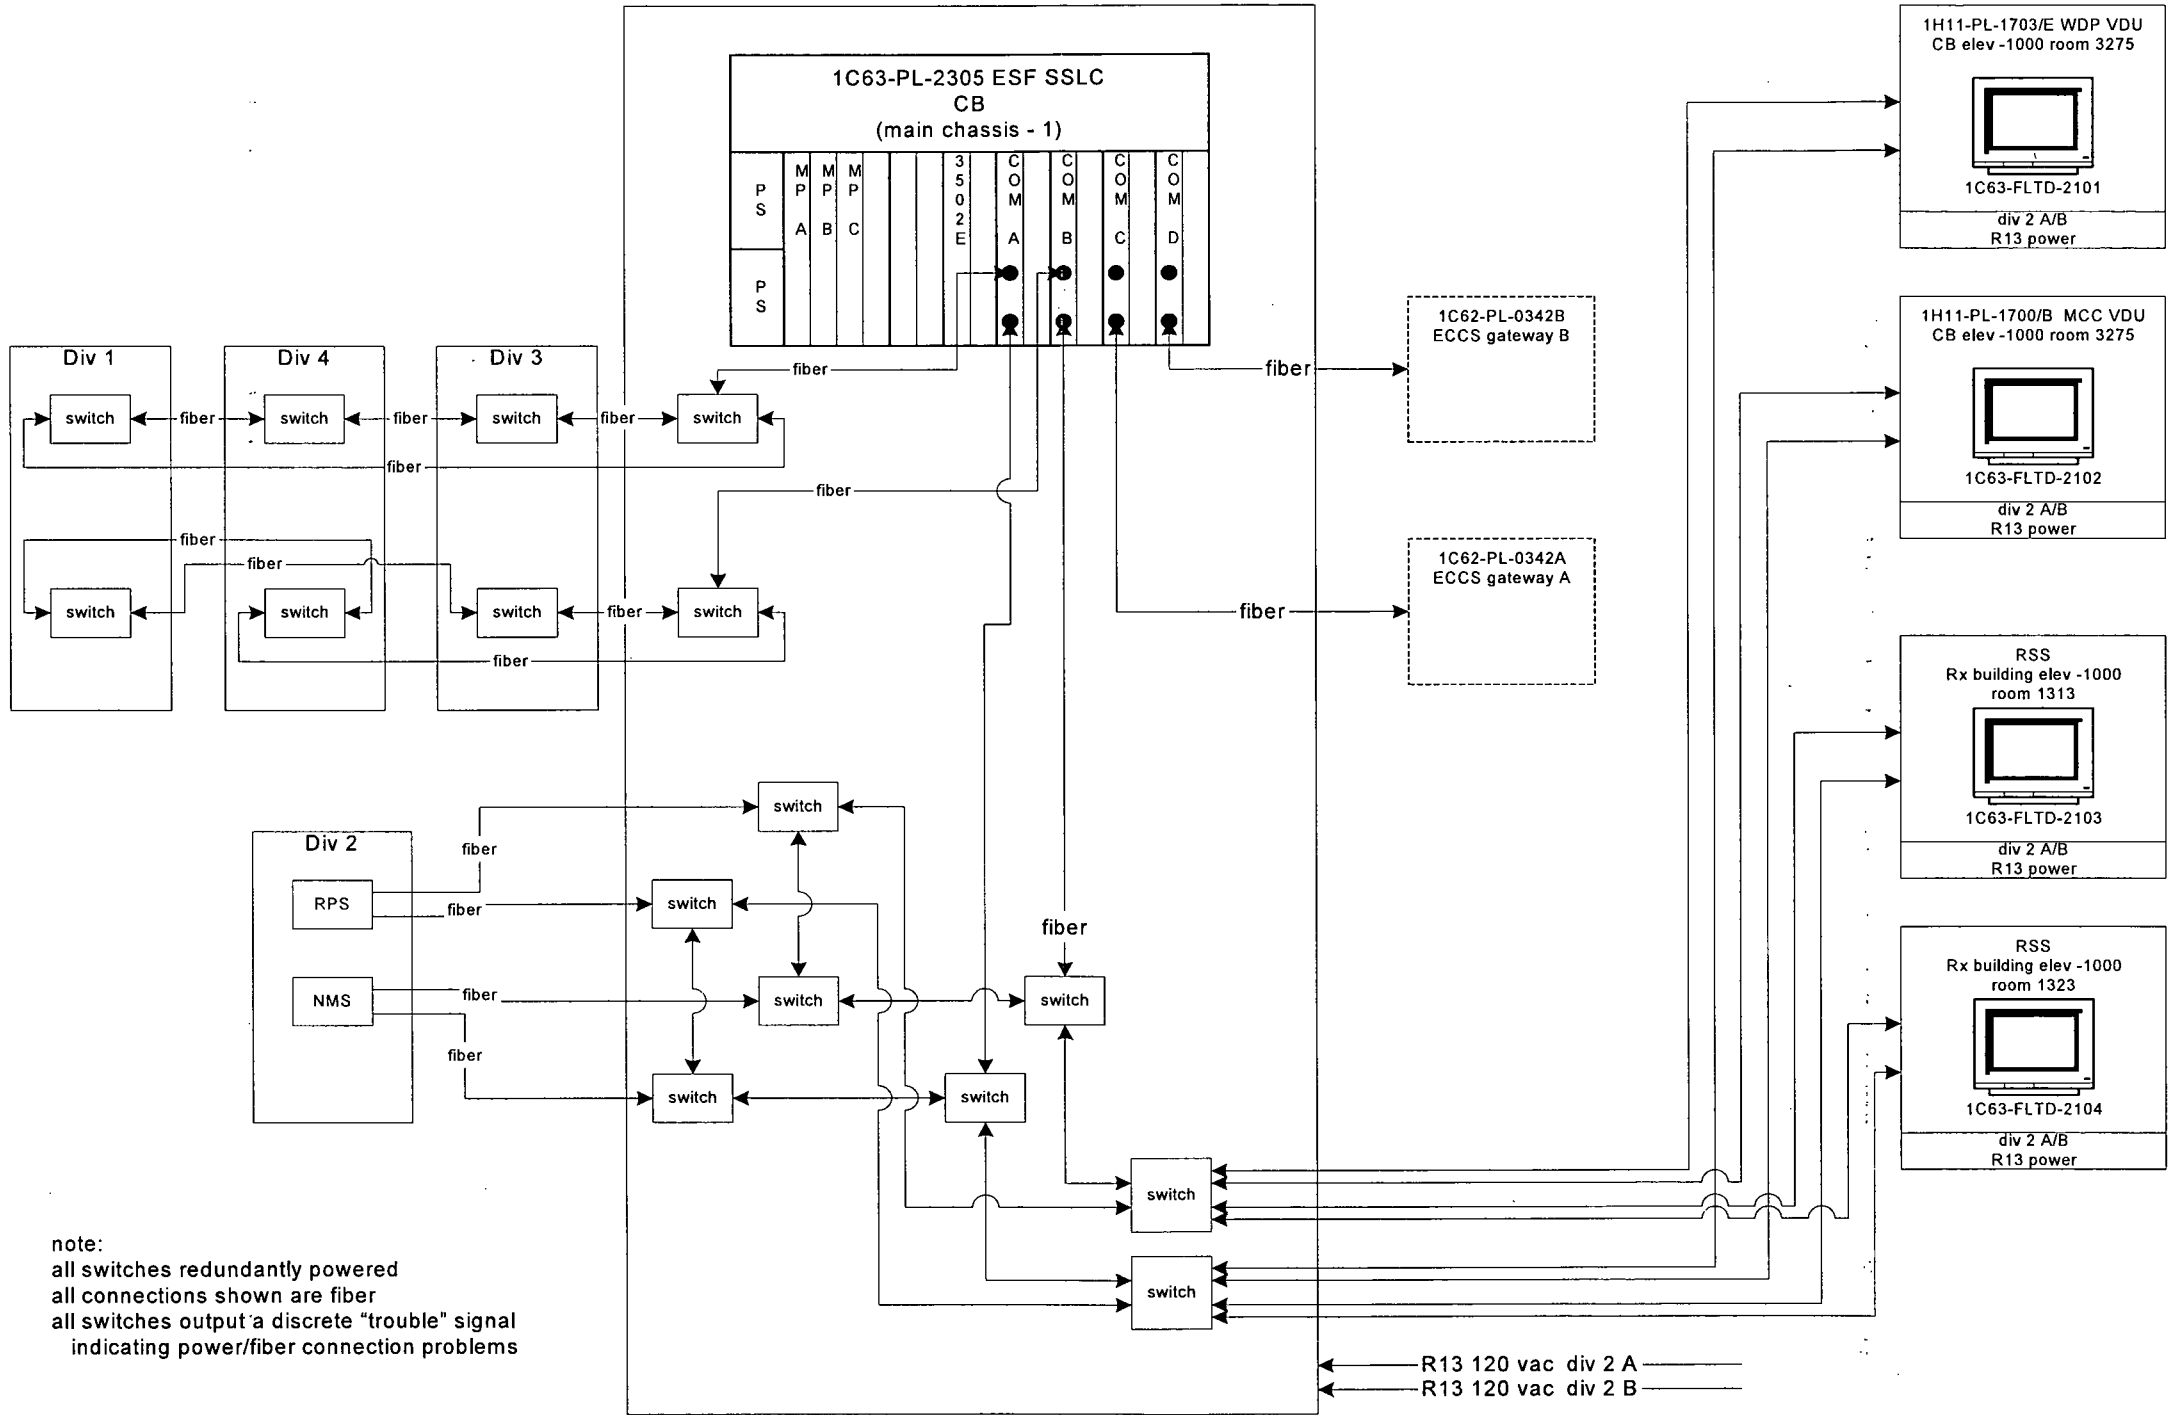 1C63-PL-2305 ESF SSLC
CB
(main chassis - 1)
PS
PS
MP A
MP B
MP C
3502E
COM A
COM B
COM C
COM D
1H11-PL-1703/E WDP VDU
CB elev -1000 room 3275
1C63-FLTD-2101
div 2 A/B
R13 power
1C62-PL-0342B
ECCS gateway B
1H11-PL-1700/B MCC VDU
CB elev -1000 room 3275
1C63-FLTD-2102
div 2 A/B
R13 power
1C62-PL-0342A
ECCS gateway A
RSS
Rx building elev -1000
room 1313
1C63-FLTD-2103
div 2 A/B
R13 power
RSS
Rx building elev -1000
room 1323
1C63-FLTD-2104
div 2 A/B
R13 power
Div 1
Div 4
Div 3
fiber
fiber
switch
fiber
switch
fiber
switch
fiber
switch
fiber
fiber
fiber
fiber
switch
switch
switch
fiber
switch
fiber
fiber
Div 2
RPS
NMS
fiber
fiber
fiber
fiber
switch
switch
fiber
switch
switch
switch
switch
switch
switch
note:
all switches redundantly powered
all connections shown are fiber
all switches output a discrete “trouble” signal
indicating power/fiber connection problems
R13 120 vac div 2 A
R13 120 vac div 2 B